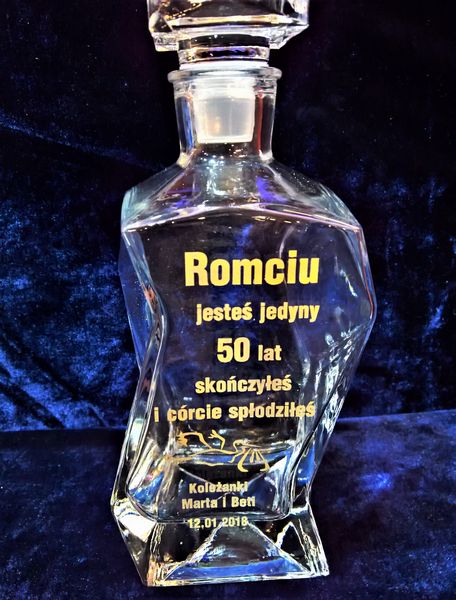 Romciu
jesteś jedyny
50 lat
skończyłeś
i córcie spłodziłeś
Koleżanki
Marta i Beti
12.01.2018